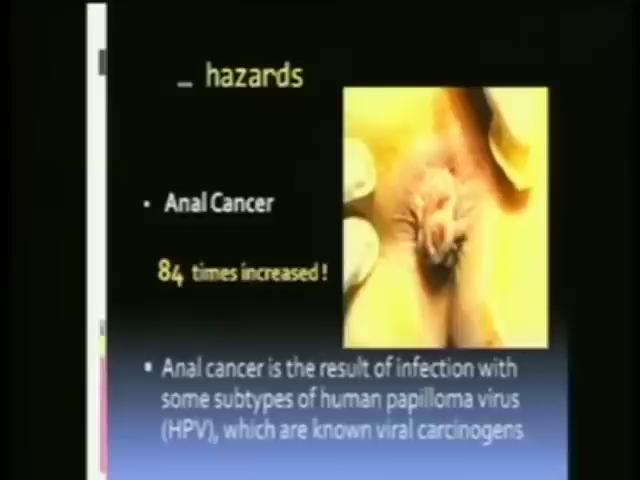 _ hazards
• Anal Cancer
84 times increased!
▪ Anal cancer is the result of infection with
some subtypes of human papilloma virus
(HPV), which are known viral carcinogens